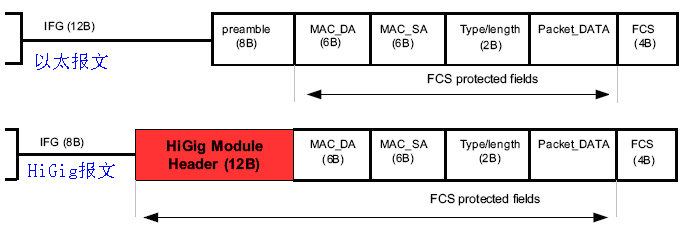 IFG (12B)
以太报文
preamble
(8B)
MAC_DA
(6B)
MAC_SA
(6B)
Type/length
(2B)
Packet_DATA
FCS
(4B)
FCS protected fields
IFG (8B)
HiGig报文
HiGig Module
Header (12B)
MAC_DA
(6B)
MAC_SA
(6B)
Type/length
(2B)
Packet_DATA
FCS
(4B)
FCS protected fields